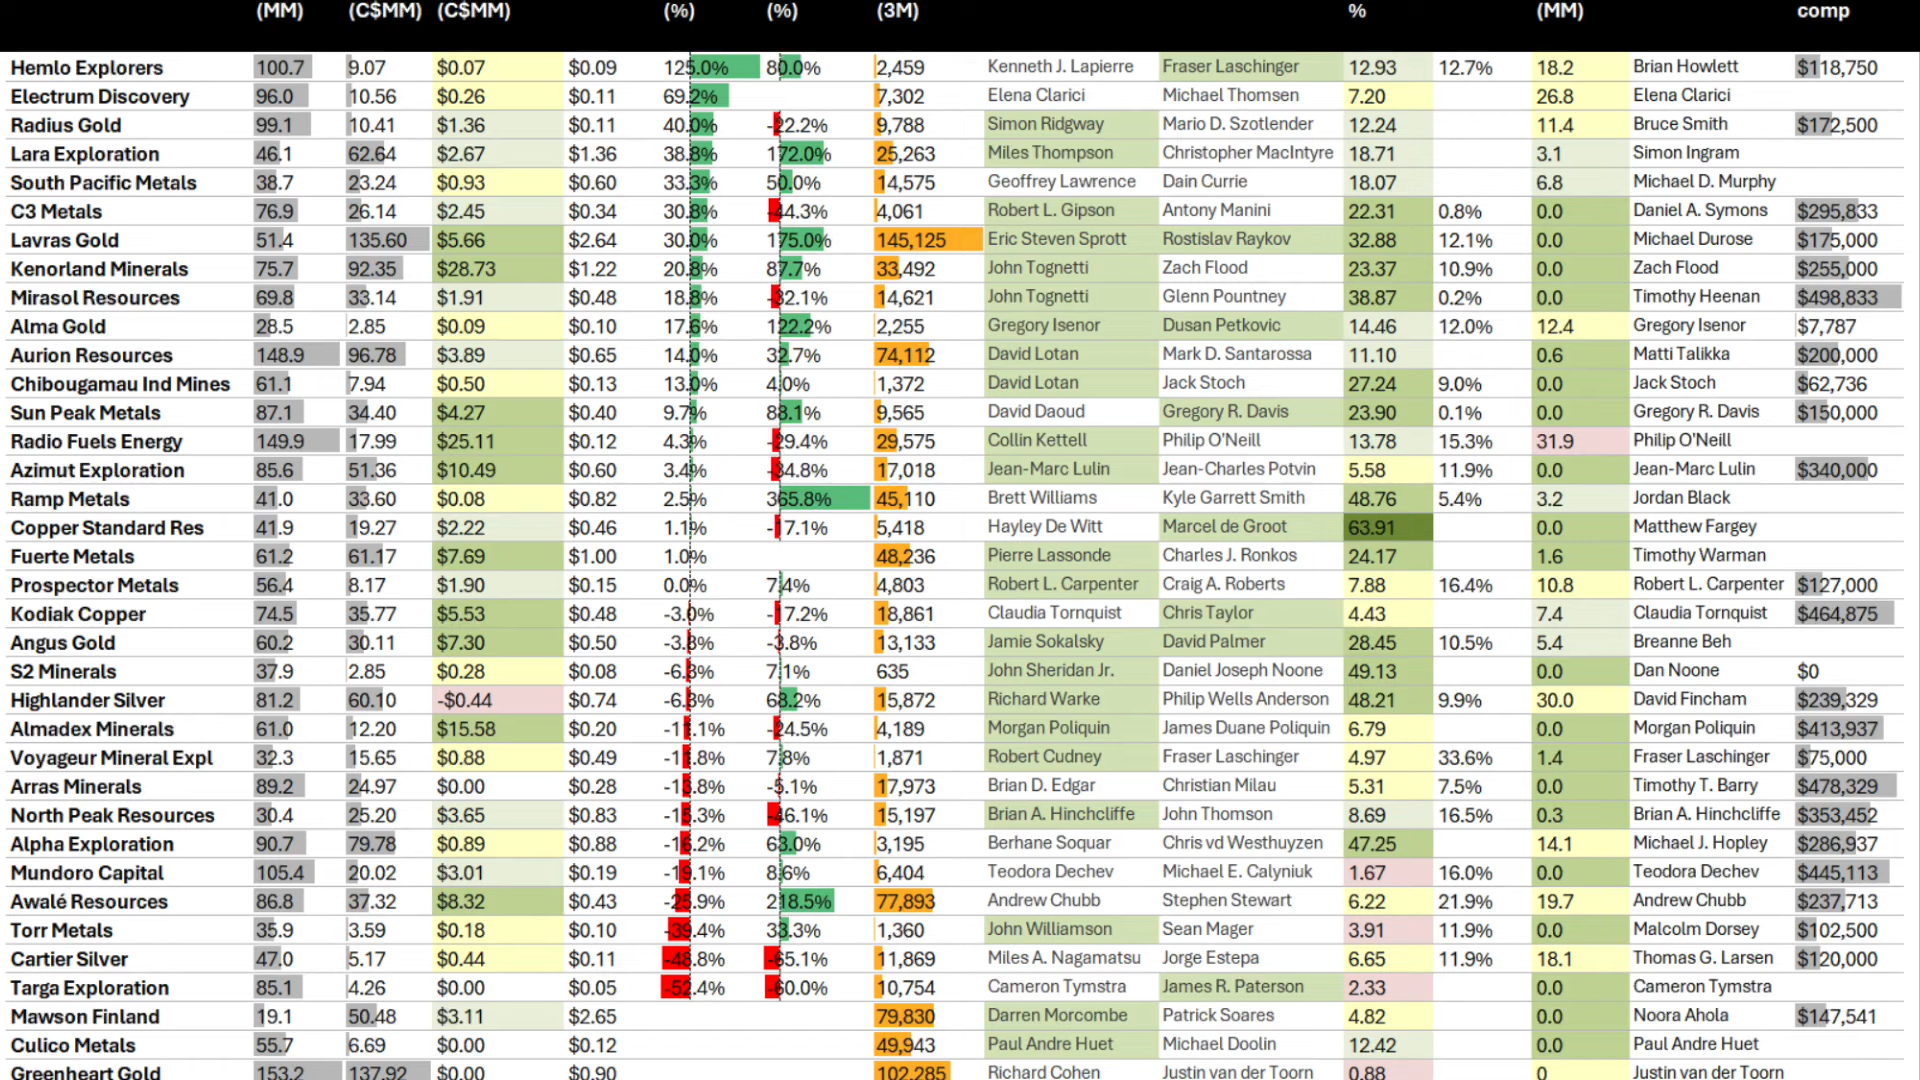 (MM) (C$MM) (C$MM) (%) (%) (3M) % (MM) comp
Hemlo Explorers 100.7 9.07 $0.07 $0.09 125.0% 80.0% 2,459 Kenneth J. Lapierre Fraser Laschinger 12.93 12.7% 18.2 Brian Howlett $118,750
Electrum Discovery 96.0 10.56 $0.26 $0.11 69.2% 7,302 Elena Clarici Michael Thomsen 7.20 26.8 Elena Clarici
Radius Gold 99.1 10.41 $1.36 $0.11 40.0% -22.2% 9,788 Simon Ridgway Mario D. Szotlender 12.24 11.4 Bruce Smith $172,500
Lara Exploration 46.1 62.64 $2.67 $1.36 38.8% 172.0% 25,263 Miles Thompson Christopher MacIntyre 18.71 3.1 Simon Ingram
South Pacific Metals 38.7 23.24 $0.93 $0.60 33.3% 50.0% 14,575 Geoffrey Lawrence Dain Currie 18.07 6.8 Michael D. Murphy
C3 Metals 76.9 26.14 $2.45 $0.34 30.8% -44.3% 4,061 Robert L. Gipson Antony Manini 22.31 0.8% 0.0 Daniel A. Symons $295,833
Lavras Gold 51.4 135.60 $5.66 $2.64 30.0% 175.0% 145,125 Eric Steven Sprott Rostislav Raykov 32.88 12.1% 0.0 Michael Durose $175,000
Kenorland Minerals 75.7 92.35 $28.73 $1.22 20.8% 87.7% 33,492 John Tognetti Zach Flood 23.37 10.9% 0.0 Zach Flood $255,000
Mirasol Resources 69.8 33.14 $1.91 $0.48 18.8% -32.1% 14,621 John Tognetti Glenn Pountney 38.87 0.2% 0.0 Timothy Heenan $498,833
Alma Gold 28.5 2.85 $0.09 $0.10 17.6% 122.2% 2,255 Gregory Isenor Dusan Petkovic 14.46 12.0% 12.4 Gregory Isenor $7,787
Aurion Resources 148.9 96.78 $3.89 $0.65 14.0% 32.7% 74,112 David Lotan Mark D. Santarossa 11.10 0.6 Matti Talikka $200,000
Chibougamau Ind Mines 61.1 7.94 $0.50 $0.13 13.0% 4.0% 1,372 David Lotan Jack Stoch 27.24 9.0% 0.0 Jack Stoch $62,736
Sun Peak Metals 87.1 34.40 $4.27 $0.40 9.7% 88.1% 9,565 David Daoud Gregory R. Davis 23.90 0.1% 0.0 Gregory R. Davis $150,000
Radio Fuels Energy 149.9 17.99 $25.11 $0.12 4.3% -29.4% 29,575 Collin Kettell Philip O'Neill 13.78 15.3% 31.9 Philip O'Neill
Azimut Exploration 85.6 51.36 $10.49 $0.60 3.4% -34.8% 17,018 Jean-Marc Lulin Jean-Charles Potvin 5.58 11.9% 0.0 Jean-Marc Lulin $340,000
Ramp Metals 41.0 33.60 $0.08 $0.82 2.5% 365.8% 45,110 Brett Williams Kyle Garrett Smith 48.76 5.4% 3.2 Jordan Black
Copper Standard Res 41.9 19.27 $2.22 $0.46 1.1% -17.1% 5,418 Hayley De Witt Marcel de Groot 63.91 0.0 Matthew Fargey
Fuerte Metals 61.2 61.17 $7.69 $1.00 1.0% 48,236 Pierre Lassonde Charles J. Ronkos 24.17 1.6 Timothy Warman
Prospector Metals 56.4 8.17 $1.90 $0.15 0.0% 7.4% 4,803 Robert L. Carpenter Craig A. Roberts 7.88 16.4% 10.8 Robert L. Carpenter $127,000
Kodiak Copper 74.5 35.77 $5.53 $0.48 -3.0% -17.2% 18,861 Claudia Tornquist Chris Taylor 4.43 7.4 Claudia Tornquist $464,875
Angus Gold 60.2 30.11 $7.30 $0.50 -3.8% -3.8% 13,133 Jamie Sokalsky David Palmer 28.45 10.5% 5.4 Breanne Beh
S2 Minerals 37.9 2.85 $0.28 $0.08 -6.3% 7.1% 635 John Sheridan Jr. Daniel Joseph Noone 49.13 0.0 Dan Noone $0
Highlander Silver 81.2 60.10 -$0.44 $0.74 -6.3% 68.2% 15,872 Richard Warke Philip Wells Anderson 48.21 9.9% 30.0 David Fincham $239,329
Almadex Minerals 61.0 12.20 $15.58 $0.20 -11.1% -24.5% 4,189 Morgan Poliquin James Duane Poliquin 6.79 0.0 Morgan Poliquin $413,937
Voyageur Mineral Expl 32.3 15.65 $0.88 $0.49 -11.8% 7.8% 1,871 Robert Cudney Fraser Laschinger 4.97 33.6% 1.4 Fraser Laschinger $75,000
Arras Minerals 89.2 24.97 $0.00 $0.28 -13.8% -5.1% 17,973 Brian D. Edgar Christian Milau 5.31 7.5% 0.0 Timothy T. Barry $478,329
North Peak Resources 30.4 25.20 $3.65 $0.83 -15.3% -46.1% 15,197 Brian A. Hinchcliffe John Thomson 8.69 16.5% 0.3 Brian A. Hinchcliffe $353,452
Alpha Exploration 90.7 79.78 $0.89 $0.88 -16.2% 63.0% 3,195 Berhane Soquar Chris vd Westhuyzen 47.25 14.1 Michael J. Hopley $286,937
Mundoro Capital 105.4 20.02 $3.01 $0.19 -19.1% 8.6% 6,404 Teodora Dechev Michael E. Calyniuk 1.67 16.0% 0.0 Teodora Dechev $445,113
Awalé Resources 86.8 37.32 $8.32 $0.43 -25.9% 218.5% 77,893 Andrew Chubb Stephen Stewart 6.22 21.9% 19.7 Andrew Chubb $237,713
Torr Metals 35.9 3.59 $0.18 $0.10 -39.4% 33.3% 1,360 John Williamson Sean Mager 3.91 11.9% 0.0 Malcolm Dorsey $102,500
Cartier Silver 47.0 5.17 $0.44 $0.11 -48.8% -65.1% 11,869 Miles A. Nagamatsu Jorge Estepa 6.65 11.9% 18.1 Thomas G. Larsen $120,000
Targa Exploration 85.1 4.26 $0.00 $0.05 -52.4% -60.0% 10,754 Cameron Tymstra James R. Paterson 2.33 0.0 Cameron Tymstra
Mawson Finland 19.1 50.48 $3.11 $2.65 79,830 Darren Morcombe Patrick Soares 4.82 0.0 Noora Ahola $147,541
Culico Metals 55.7 6.69 $0.00 $0.12 49,943 Paul Andre Huet Michael Doolin 12.42 0.0 Paul Andre Huet
Greenheart Gold 153.2 137.92 $0.00 $0.90 102,285 Richard Cohen Justin van der Toorn 0.88 0 Justin van der Toorn